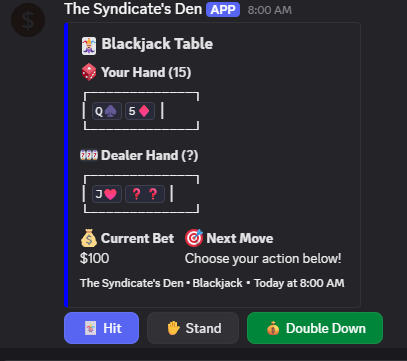 The Syndicate's Den APP 8:00 AM
🃏 Blackjack Table
🎲 Your Hand (15)
Q♠ 5♦
🎰 Dealer Hand (?)
J♥ ❓❓
💰 Current Bet 🎯 Next Move
$100 Choose your action below!
The Syndicate's Den • Blackjack • Today at 8:00 AM
🃏 Hit ✋ Stand 💰 Double Down